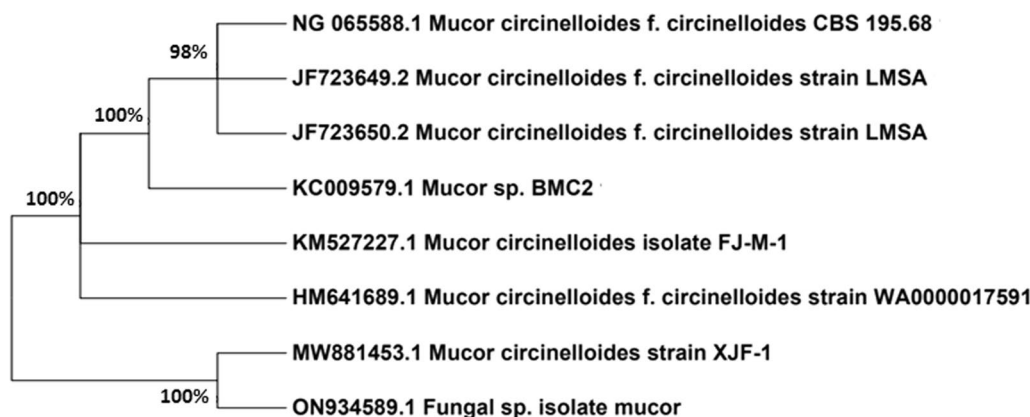 NG 065588.1 Mucor circinelloides f. circinelloides CBS 195.68
98%
JF723649.2 Mucor circinelloides f. circinelloides strain LMSA
100%
JF723650.2 Mucor circinelloides f. circinelloides strain LMSA
KC009579.1 Mucor sp. BMC2
100%
KM527227.1 Mucor circinelloides isolate FJ-M-1
HM641689.1 Mucor circinelloides f. circinelloides strain WA0000017591
MW881453.1 Mucor circinelloides strain XJF-1
100%
ON934589.1 Fungal sp. isolate mucor